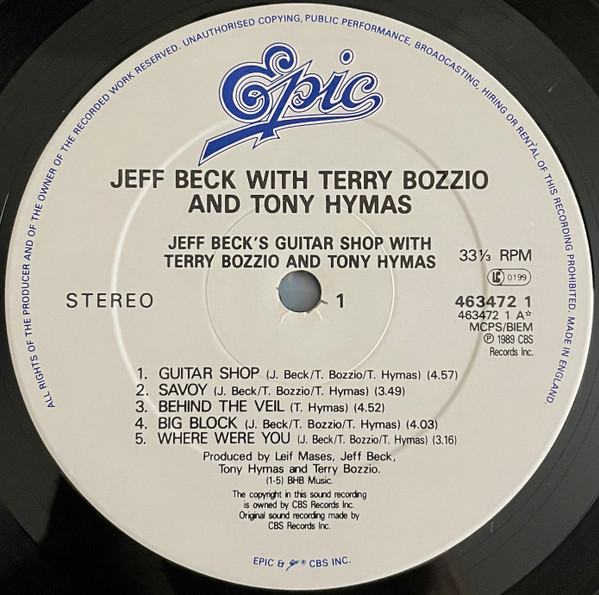 ALL RIGHTS OF THE PRODUCER AND OF THE OWNER OF THE RECORDED WORK RESERVED. UNAUTHORISED COPYING, PUBLIC PERFORMANCE, BROADCASTING, HIRING OR RENTAL OF THIS RECORDING PROHIBITED. MADE IN ENGLAND.
Epic
JEFF BECK WITH TERRY BOZZIO
AND TONY HYMAS
JEFF BECK'S GUITAR SHOP WITH
TERRY BOZZIO AND TONY HYMAS
33⅓ RPM
LC 0199
STEREO
1
463472 1
463472 1 A☆
MCPS/BIEM
℗ 1989 CBS
Records Inc.
1. GUITAR SHOP (J. Beck/T. Bozzio/T. Hymas) (4.57)
2. SAVOY (J. Beck/T. Bozzio/T. Hymas) (3.49)
3. BEHIND THE VEIL (T. Hymas) (4.52)
4. BIG BLOCK (J. Beck/T. Bozzio/T. Hymas) (4.03)
5. WHERE WERE YOU (J. Beck/T. Bozzio/T. Hymas) (3.16)
Produced by Leif Mases, Jeff Beck,
Tony Hymas and Terry Bozzio.
(1-5) BHB Music.
The copyright in this sound recording
is owned by CBS Records Inc.
Original sound recording made by
CBS Records Inc.
EPIC & Epic ® CBS INC.